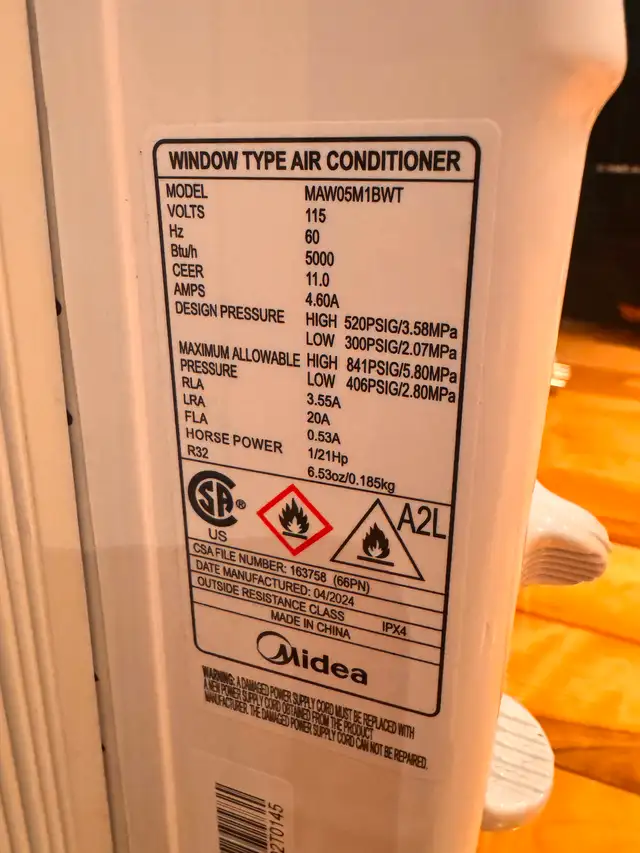 WINDOW TYPE AIR CONDITIONER
MODEL MAW05M1BWT
VOLTS 115
Hz 60
Btu/h 5000
CEER 11.0
AMPS 4.60A
DESIGN PRESSURE HIGH 520PSIG/3.58MPa
LOW 300PSIG/2.07MPa
MAXIMUM ALLOWABLE HIGH 841PSIG/5.80MPa
PRESSURE LOW 406PSIG/2.80MPa
RLA 3.55A
LRA 20A
FLA 0.53A
HORSE POWER 1/21Hp
R32 6.53oz/0.185kg
SA ®
US
A2L
CSA FILE NUMBER: 163758 (66PN)
DATE MANUFACTURED: 04/2024
OUTSIDE RESISTANCE CLASS IPX4
MADE IN CHINA
Midea
WARNING: A DAMAGED POWER SUPPLY CORD MUST BE REPLACED WITH
A NEW POWER SUPPLY CORD OBTAINED FROM THE PRODUCT
MANUFACTURER. THE DAMAGED POWER SUPPLY CORD CAN NOT BE REPAIRED.
2T0145